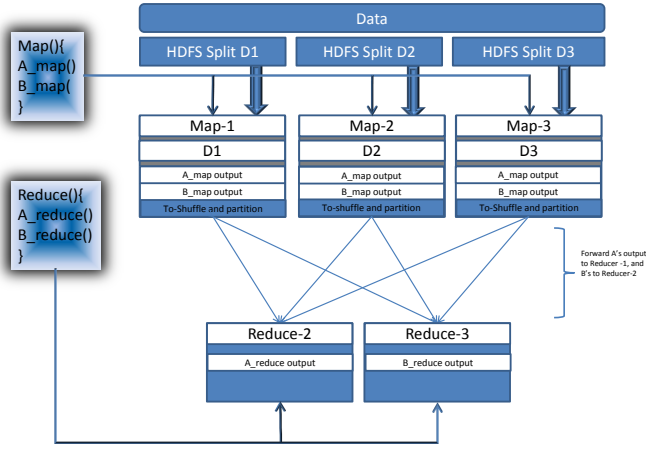 Data
HDFS Split D1
HDFS Split D2
HDFS Split D3
Map(){
A_map()
B_map(
}
Map-1
D1
A_map output
B_map output
To-Shuffle and partition
Map-2
D2
A_map output
B_map output
To-shuffle and partition
Map-3
D3
A_map output
B_map output
To-Shuffle and partition
Reduce(){
A_reduce()
B_reduce()
}
Forward A's output
to Reducer -1, and
B's to Reducer-2
Reduce-2
A_reduce output
Reduce-3
B_reduce output